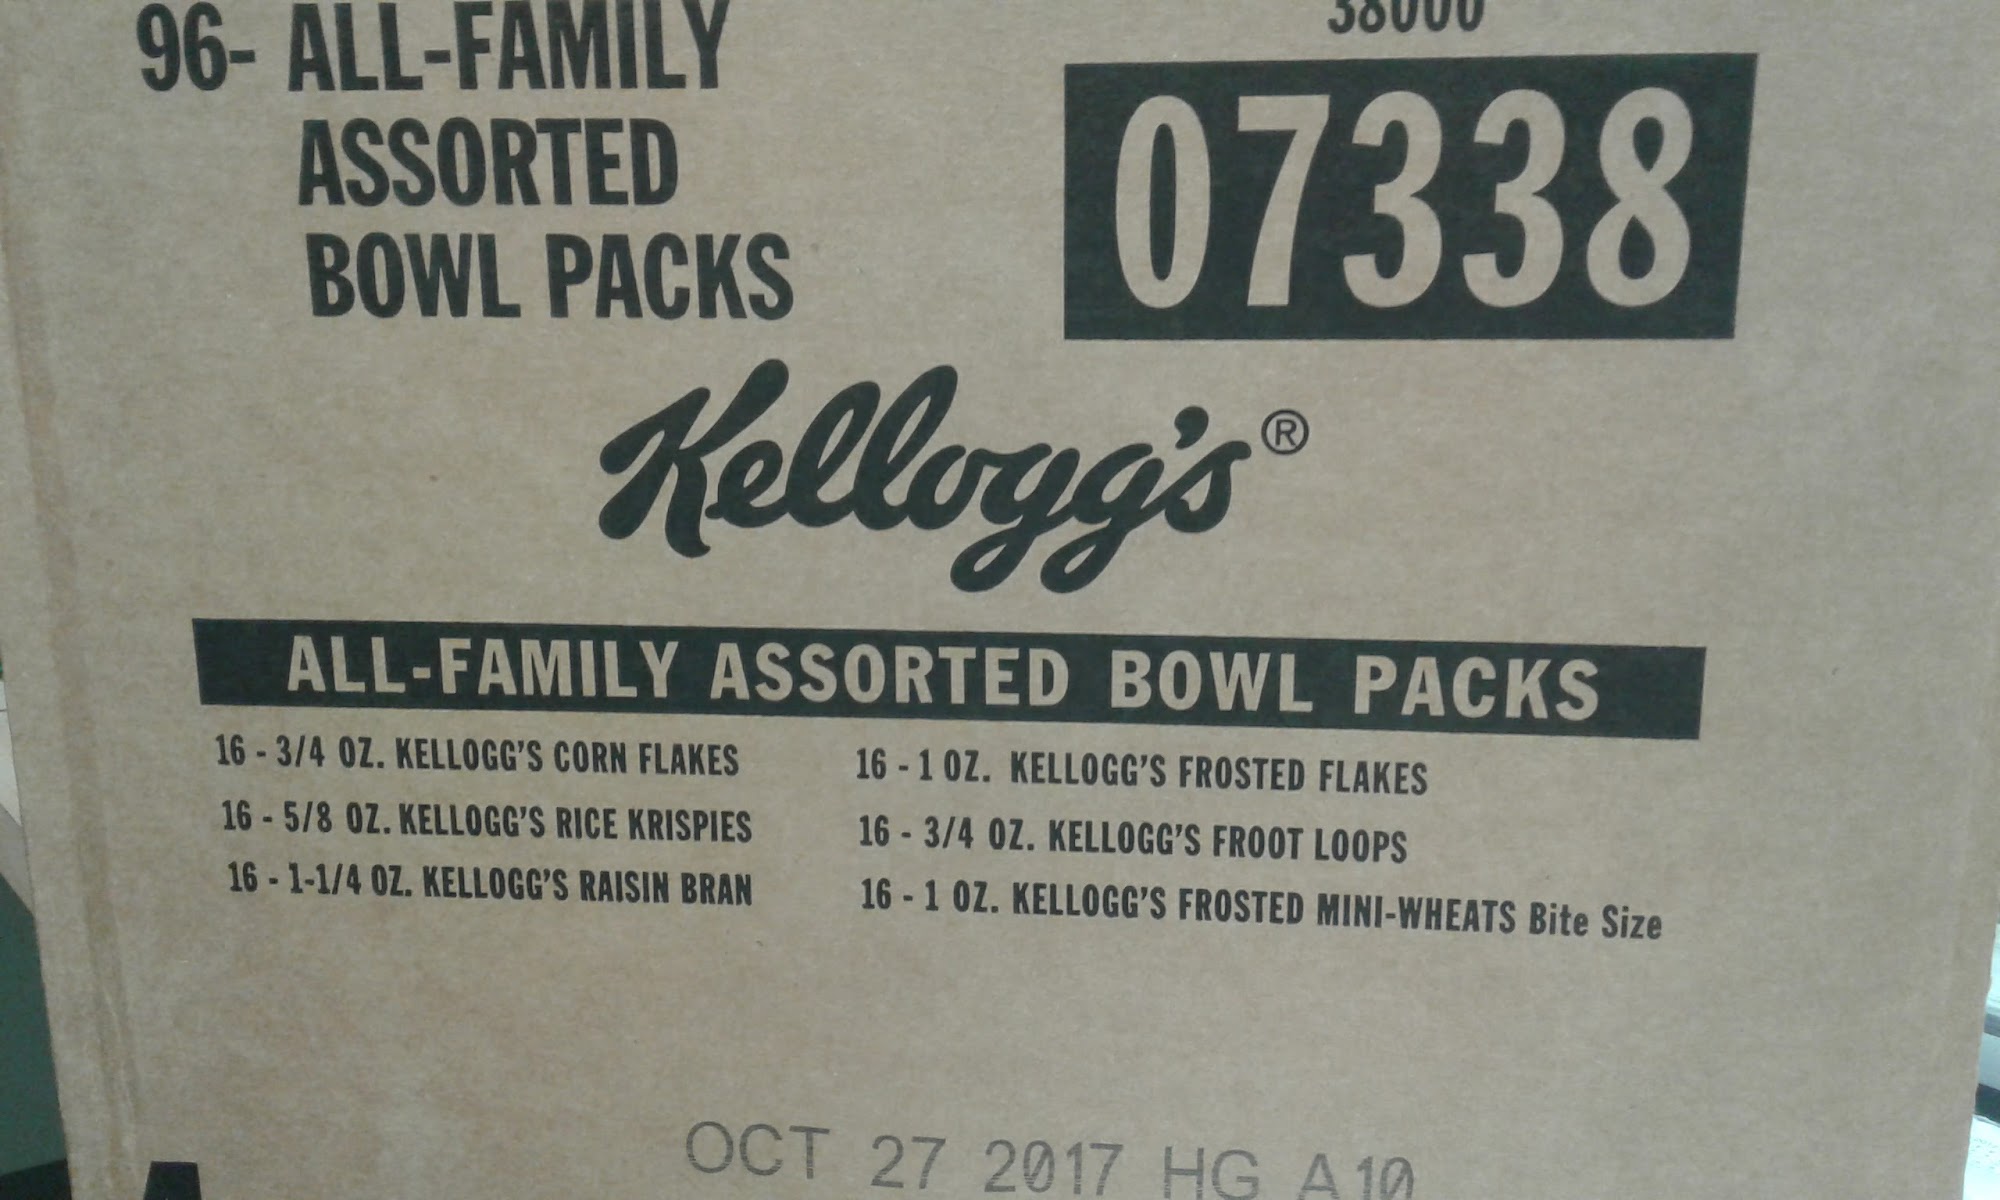 96- ALL-FAMILY
ASSORTED
BOWL PACKS
38000
07338
Kellogg's®
ALL-FAMILY ASSORTED BOWL PACKS
16 - 3/4 OZ. KELLOGG'S CORN FLAKES
16 - 5/8 OZ. KELLOGG'S RICE KRISPIES
16 - 1-1/4 OZ. KELLOGG'S RAISIN BRAN
16 - 1 OZ. KELLOGG'S FROSTED FLAKES
16 - 3/4 OZ. KELLOGG'S FROOT LOOPS
16 - 1 OZ. KELLOGG'S FROSTED MINI-WHEATS Bite Size
OCT 27 2017 HG A10